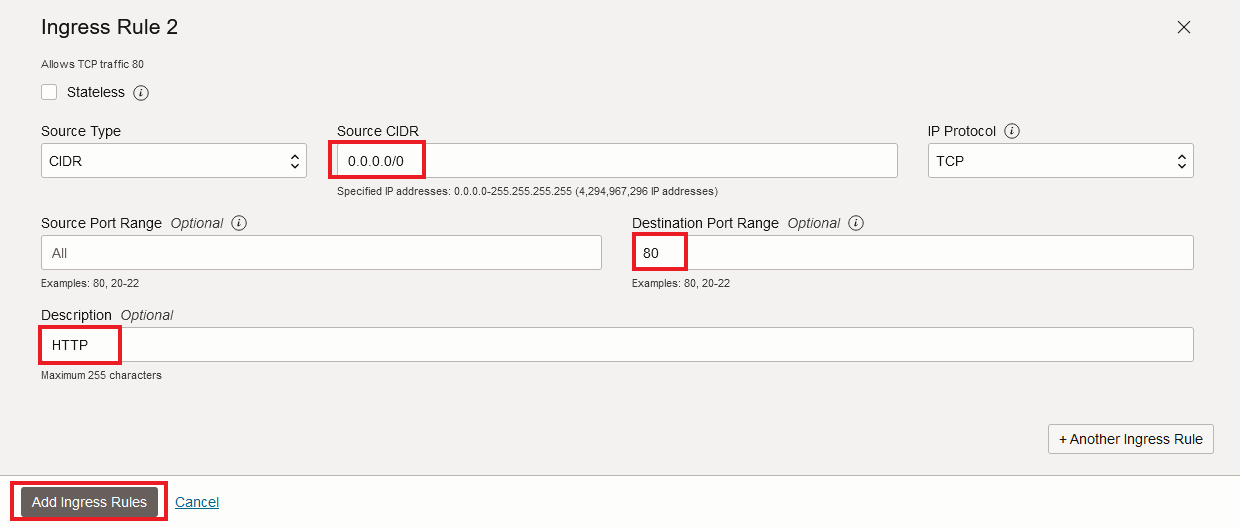 Ingress Rule 2
Allows TCP traffic 80
Stateless
Source Type
Source CIDR
IP Protocol
CIDR
0.0.0.0/0
TCP
Specified IP addresses: 0.0.0.0-255.255.255.255 (4,294,967,296 IP addresses)
Source Port Range Optional
Destination Port Range Optional
All
80
Examples: 80, 20-22
Examples: 80, 20-22
Description Optional
HTTP
Maximum 255 characters
+ Another Ingress Rule
Add Ingress Rules Cancel